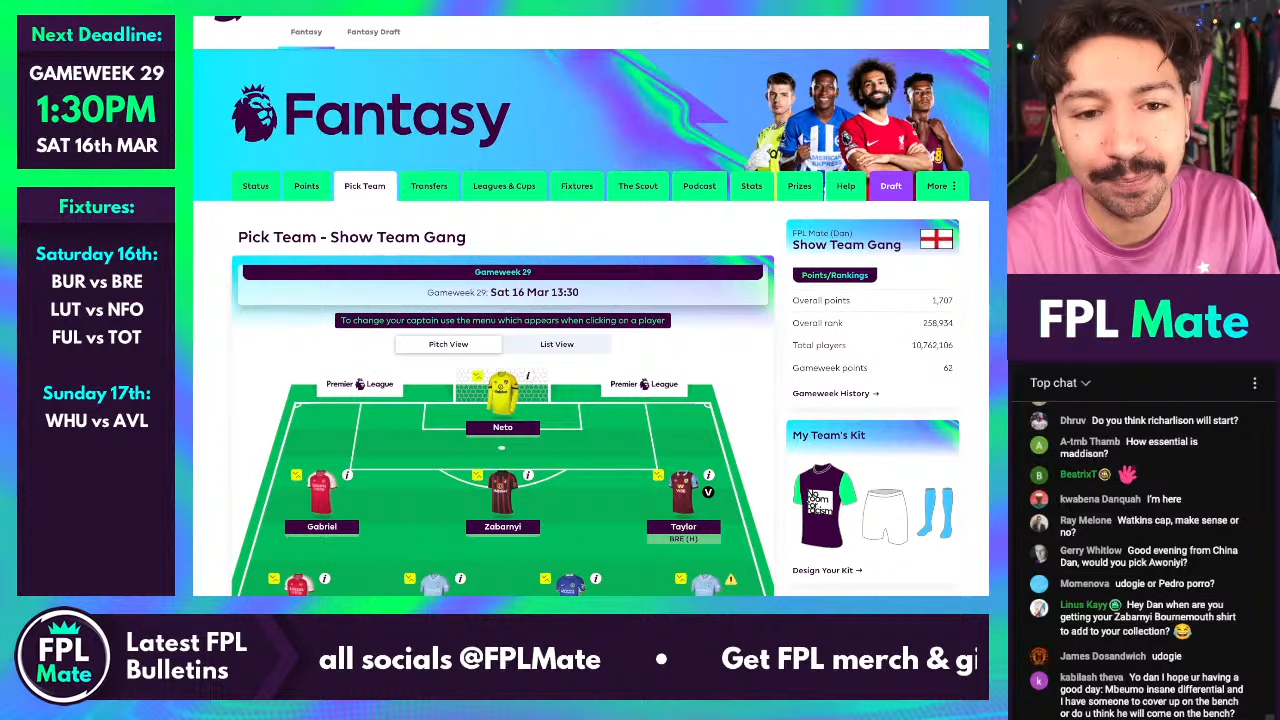 Next Deadline:
GAMEWEEK 29
1:30PM
SAT 16th MAR
Fixtures:
Saturday 16th:
BUR vs BRE
LUT vs NFO
FUL vs TOT
Sunday 17th:
WHU vs AVL
Fantasy
Fantasy Draft
Fantasy
AMERICAN EXPRESS
Status
Points
Pick Team
Transfers
Leagues & Cups
Fixtures
The Scout
Podcast
Stats
Prizes
Help
Draft
More
Pick Team - Show Team Gang
Gameweek 29
Gameweek 29: Sat 16 Mar 13:30
To change your captain use the menu which appears when clicking on a player
Pitch View
List View
Premier League
Premier League
Neto
Gabriel
Zabarnyi
Taylor
BRE (H)
FPL Mate (Dan)
Show Team Gang
Points/Rankings
Overall points 1,707
Overall rank 258,934
Total players 10,762,106
Gameweek points 62
Gameweek History →
My Team's Kit
No Room For Racism
Design Your Kit →
FPL Mate
Top chat
Dhruv Do you think richarlison will start?
A-tmb Thamb How essential is
maddison?
BeatrixT
kwabena Danquah I'm here
Ray Melone Watkins cap, make sense or
no?
Gerry Whitlow Good evening from China
Dan, would you pick Awoniyi?
Momenova udogie or Pedro porro?
Linus Kayy Hey Dan when are you
getting your Zabarnyi Bournemouth shirt
to add to your collection? 😂
James Dosandwich udogie
kabilash theva Yo dan I hope ur having a
good day: Mbeumo insane differential and
I have someone to cover up on the bench
or do u think he will come on the bench?
FPL
Mate
Latest FPL
Bulletins
all socials @FPLMate • Get FPL merch & gi